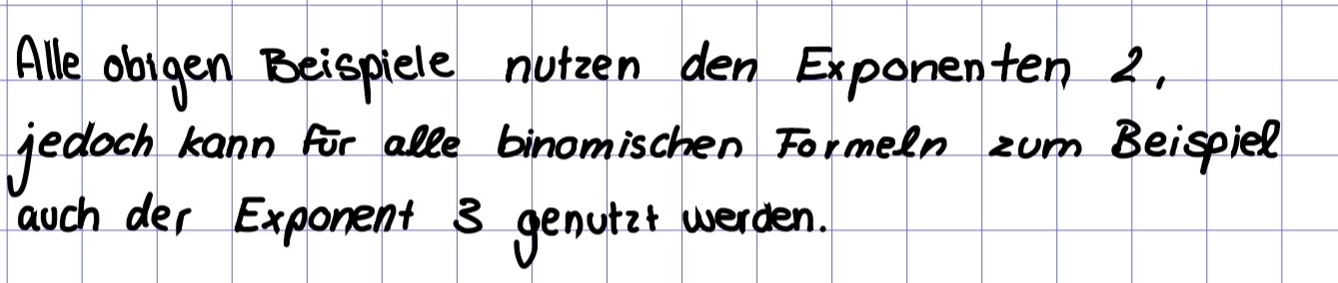 Alle obigen Beispiele nutzen den Exponenten 2,
jedoch kann für alle binomischen Formeln zum Beispiel
auch der Exponent 3 genutzt werden.